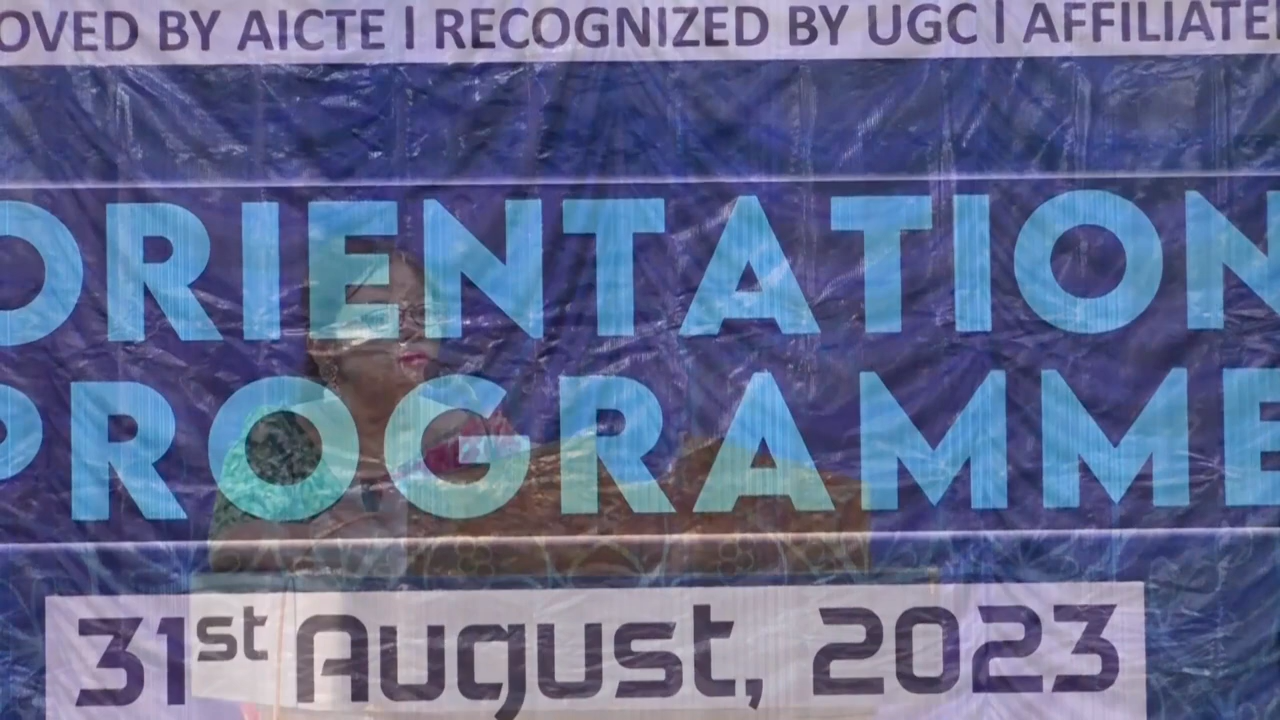 OVED BY AICTE | RECOGNIZED BY UGC | AFFILIATE
ORIENTATION
PROGRAMME
31st August, 2023